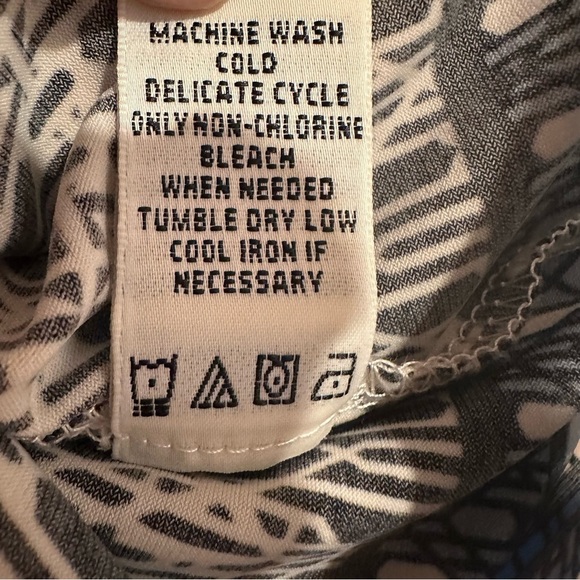 MACHINE WASH
COLD
DELICATE CYCLE
ONLY NON-CHLORINE
BLEACH
WHEN NEEDED
TUMBLE DRY LOW
COOL IRON IF
NECESSARY